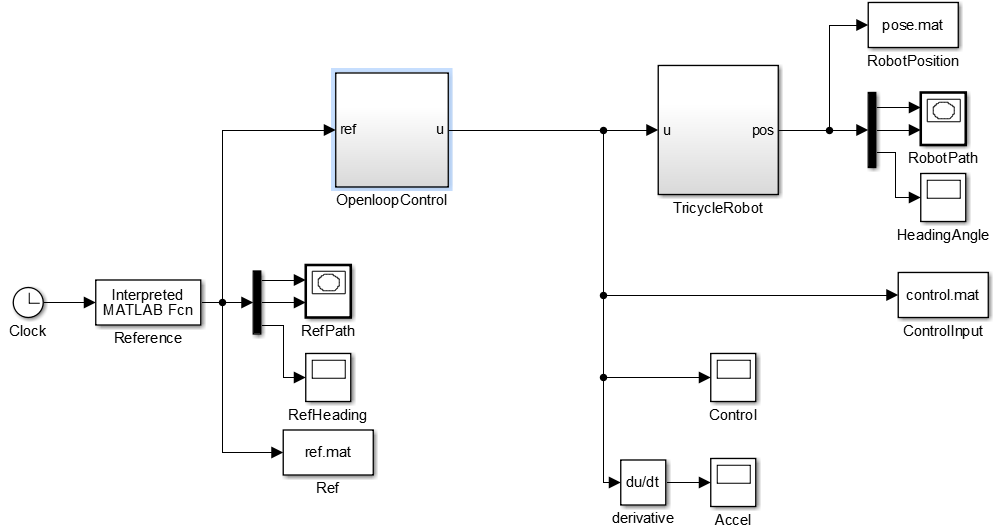 pose.mat
RobotPosition
ref
u
OpenloopControl
u
pos
TricycleRobot
RobotPath
HeadingAngle
Clock
Interpreted
MATLAB Fcn
Reference
RefPath
RefHeading
ref.mat
Ref
control.mat
ControlInput
Control
du/dt
derivative
Accel